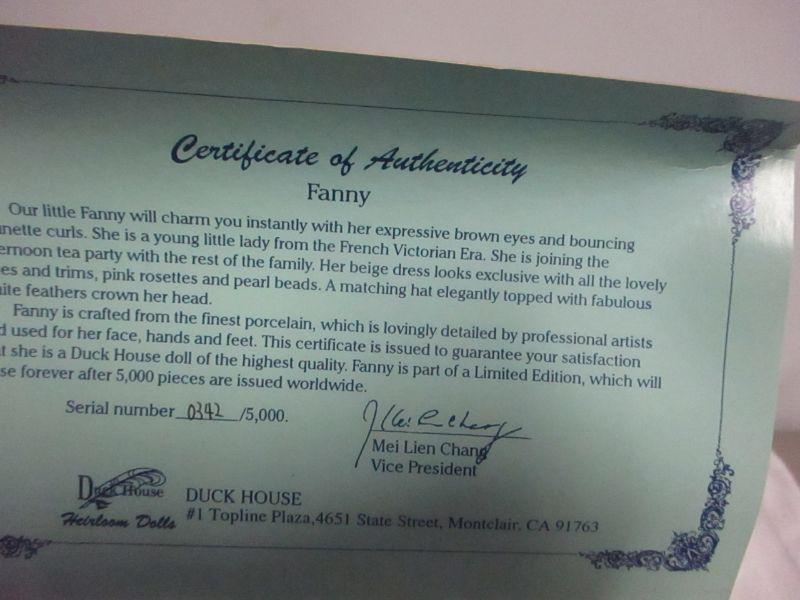 Certificate of Authenticity
Fanny
Our little Fanny will charm you instantly with her expressive brown eyes and bouncing
nette curls. She is a young little lady from the French Victorian Era. She is joining the
ernoon tea party with the rest of the family. Her beige dress looks exclusive with all the lovely
es and trims, pink rosettes and pearl beads. A matching hat elegantly topped with fabulous
ite feathers crown her head.
Fanny is crafted from the finest porcelain, which is lovingly detailed by professional artists
d used for her face, hands and feet. This certificate is issued to guarantee your satisfaction
t she is a Duck House doll of the highest quality. Fanny is part of a Limited Edition, which will
se forever after 5,000 pieces are issued worldwide.
Serial number 0342 /5,000.
Mei Lien Chang
Vice President
Duck House
Heirloom Dolls
DUCK HOUSE
#1 Topline Plaza,4651 State Street, Montclair, CA 91763